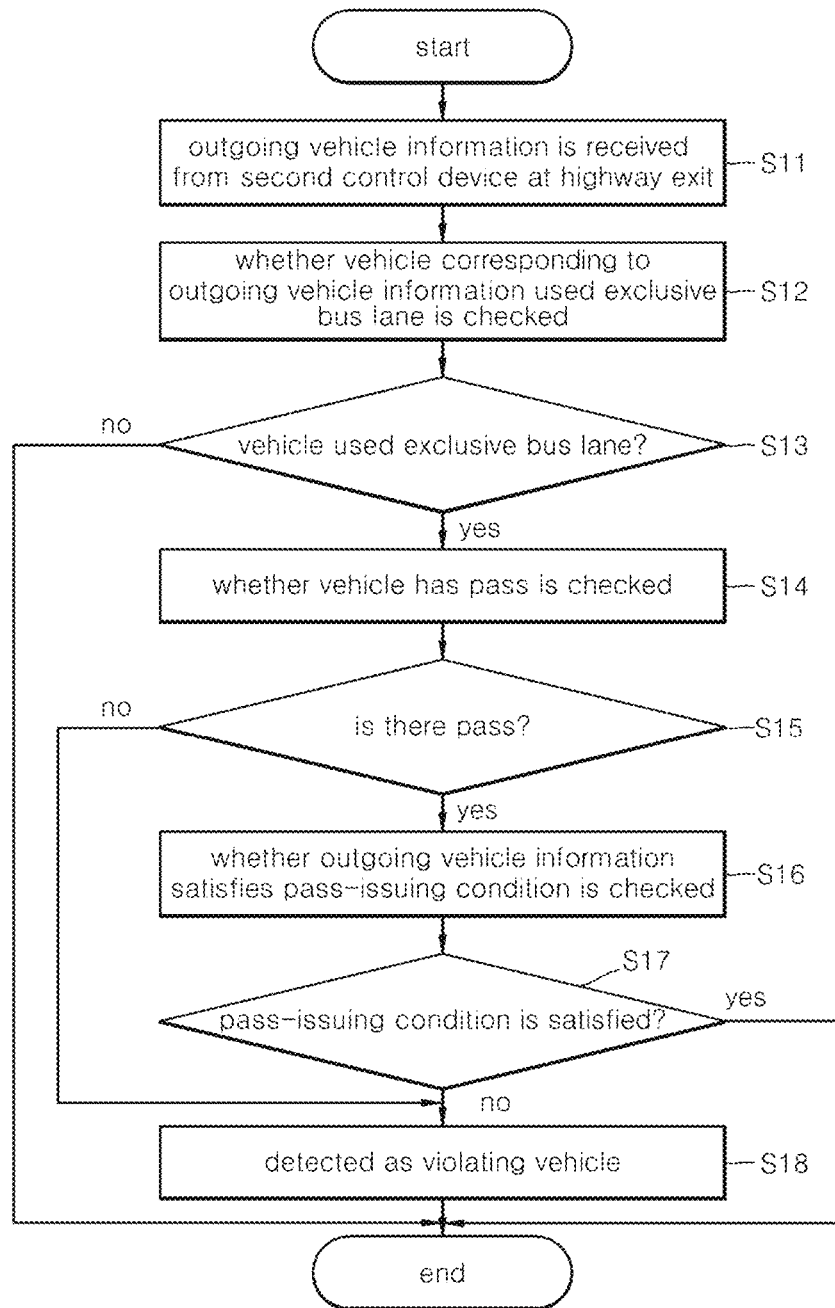 start
outgoing vehicle information is received
from second control device at highway exit
S11
whether vehicle corresponding to
outgoing vehicle information used exclusive
bus lane is checked
S12
no
vehicle used exclusive bus lane?
S13
yes
whether vehicle has pass is checked
S14
no
is there pass?
S15
yes
whether outgoing vehicle information
satisfies pass-issuing condition is checked
S16
S17
yes
pass-issuing condition is satisfied?
no
detected as violating vehicle
S18
end